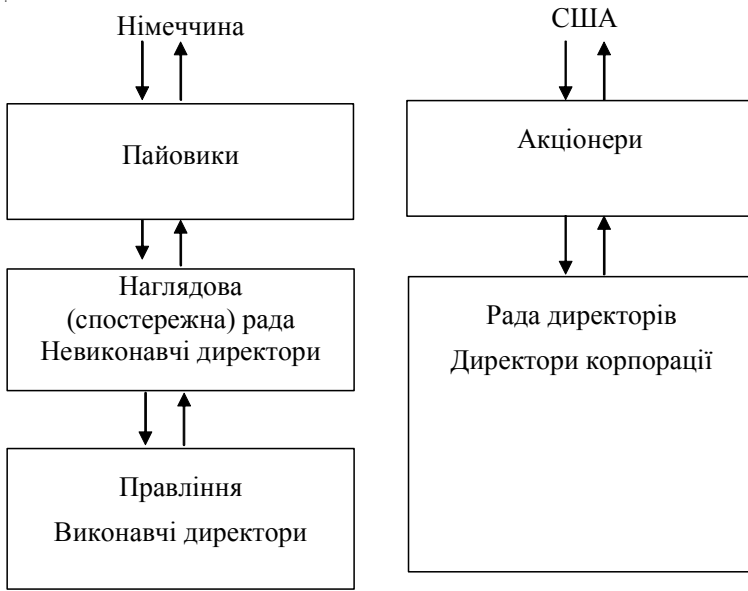 Німеччина
Пайовики
Наглядова
(спостережна) рада
Невиконавчі директори
Правління
Виконавчі директори
США
Акціонери
Рада директорів
Директори корпорації